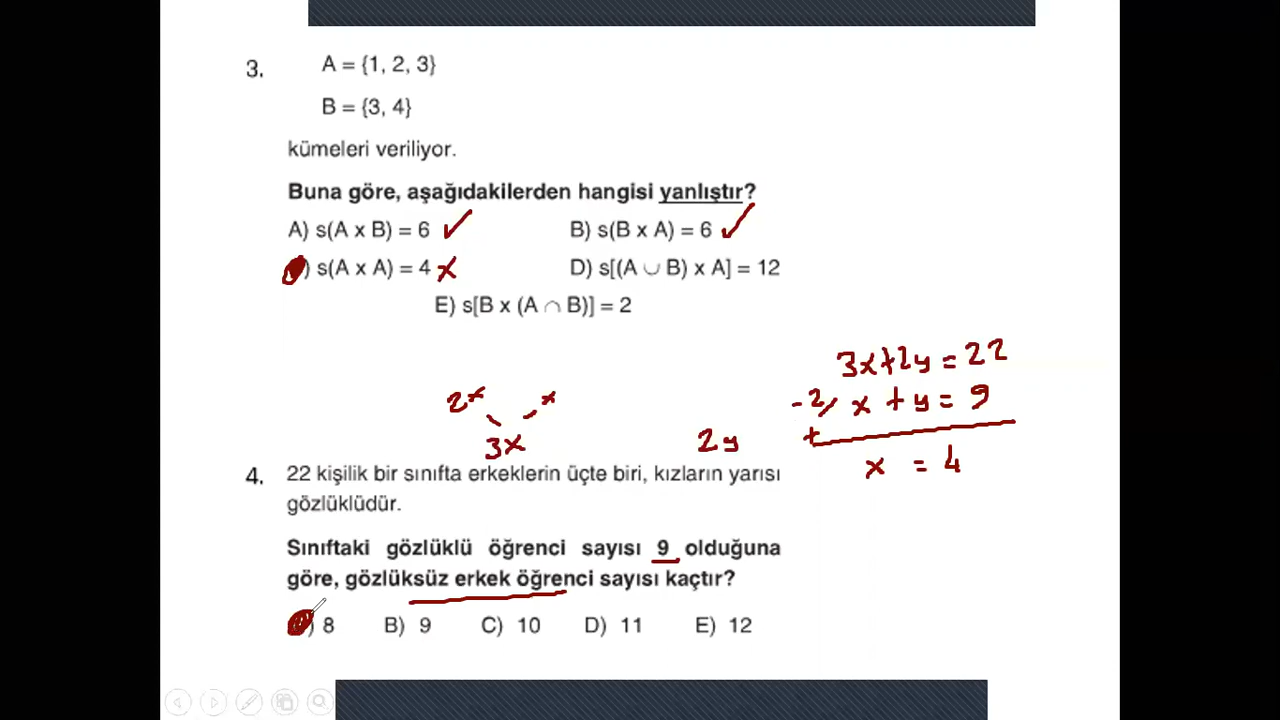 3.
A = {1, 2, 3}
B = {3, 4}
kümeleri veriliyor.
Buna göre, aşağıdakilerden hangisi yanlıştır?
A) s(A x B) = 6 ✓ B) s(B x A) = 6 ✓
) s(A x A) = 4 x D) s[(A ∪ B) x A] = 12
E) s[B x (A ∩ B)] = 2
3x+2y = 22
-2/ x + y = 9
+
x = 4
2x x
3x 2y
4. 22 kişilik bir sınıfta erkeklerin üçte biri, kızların yarısı
gözlüklüdür.
Sınıftaki gözlüklü öğrenci sayısı 9 olduğuna
göre, gözlüksüz erkek öğrenci sayısı kaçtır?
) 8 B) 9 C) 10 D) 11 E) 12